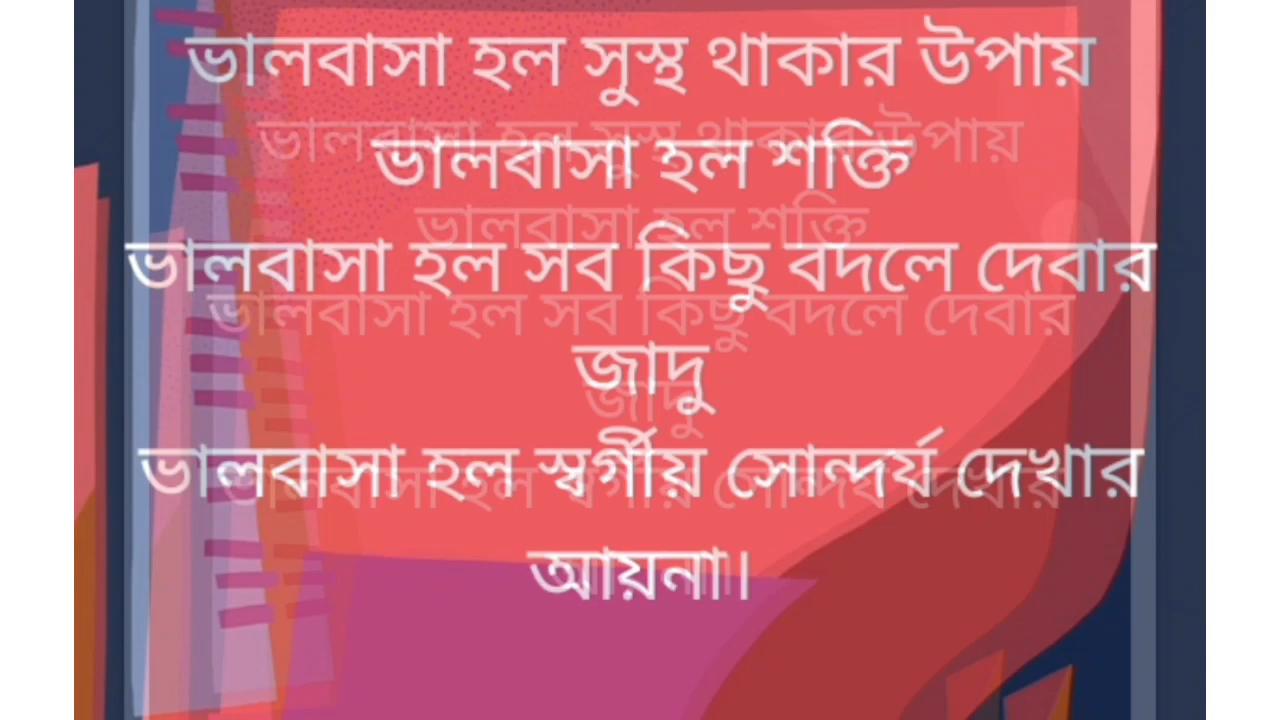 ভালবাসা হল সুস্থ থাকার উপায়
ভালবাসা হল শক্তি
ভালবাসা হল সব কিছু বদলে দেবার
জাদু
ভালবাসা হল স্বর্গীয় সোন্দর্য দেখার
আয়না।